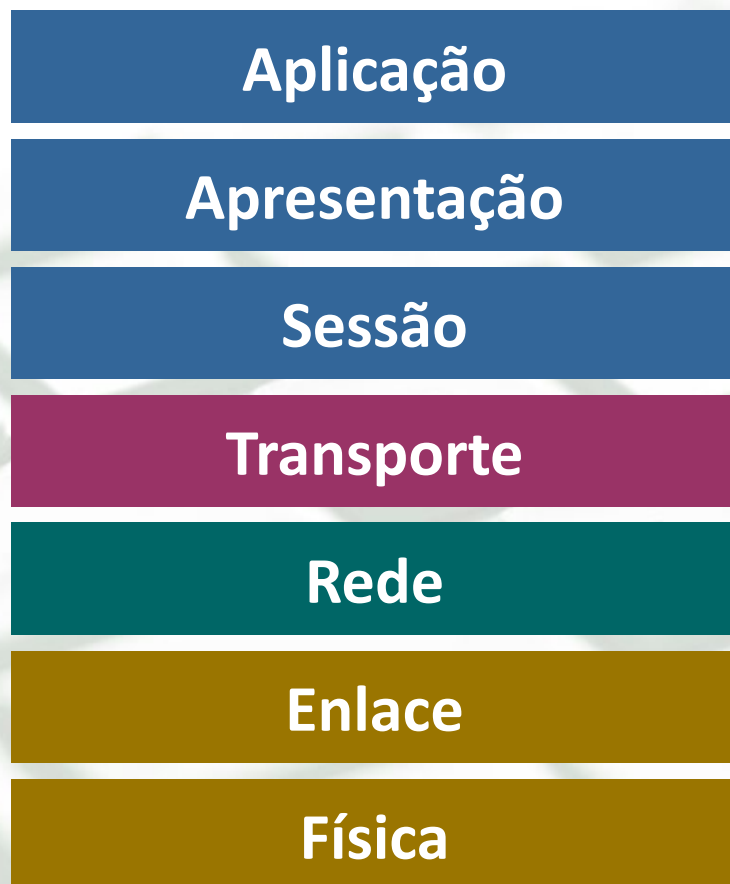 Aplicação
Apresentação
Sessão
Transporte
Rede
Enlace
Física